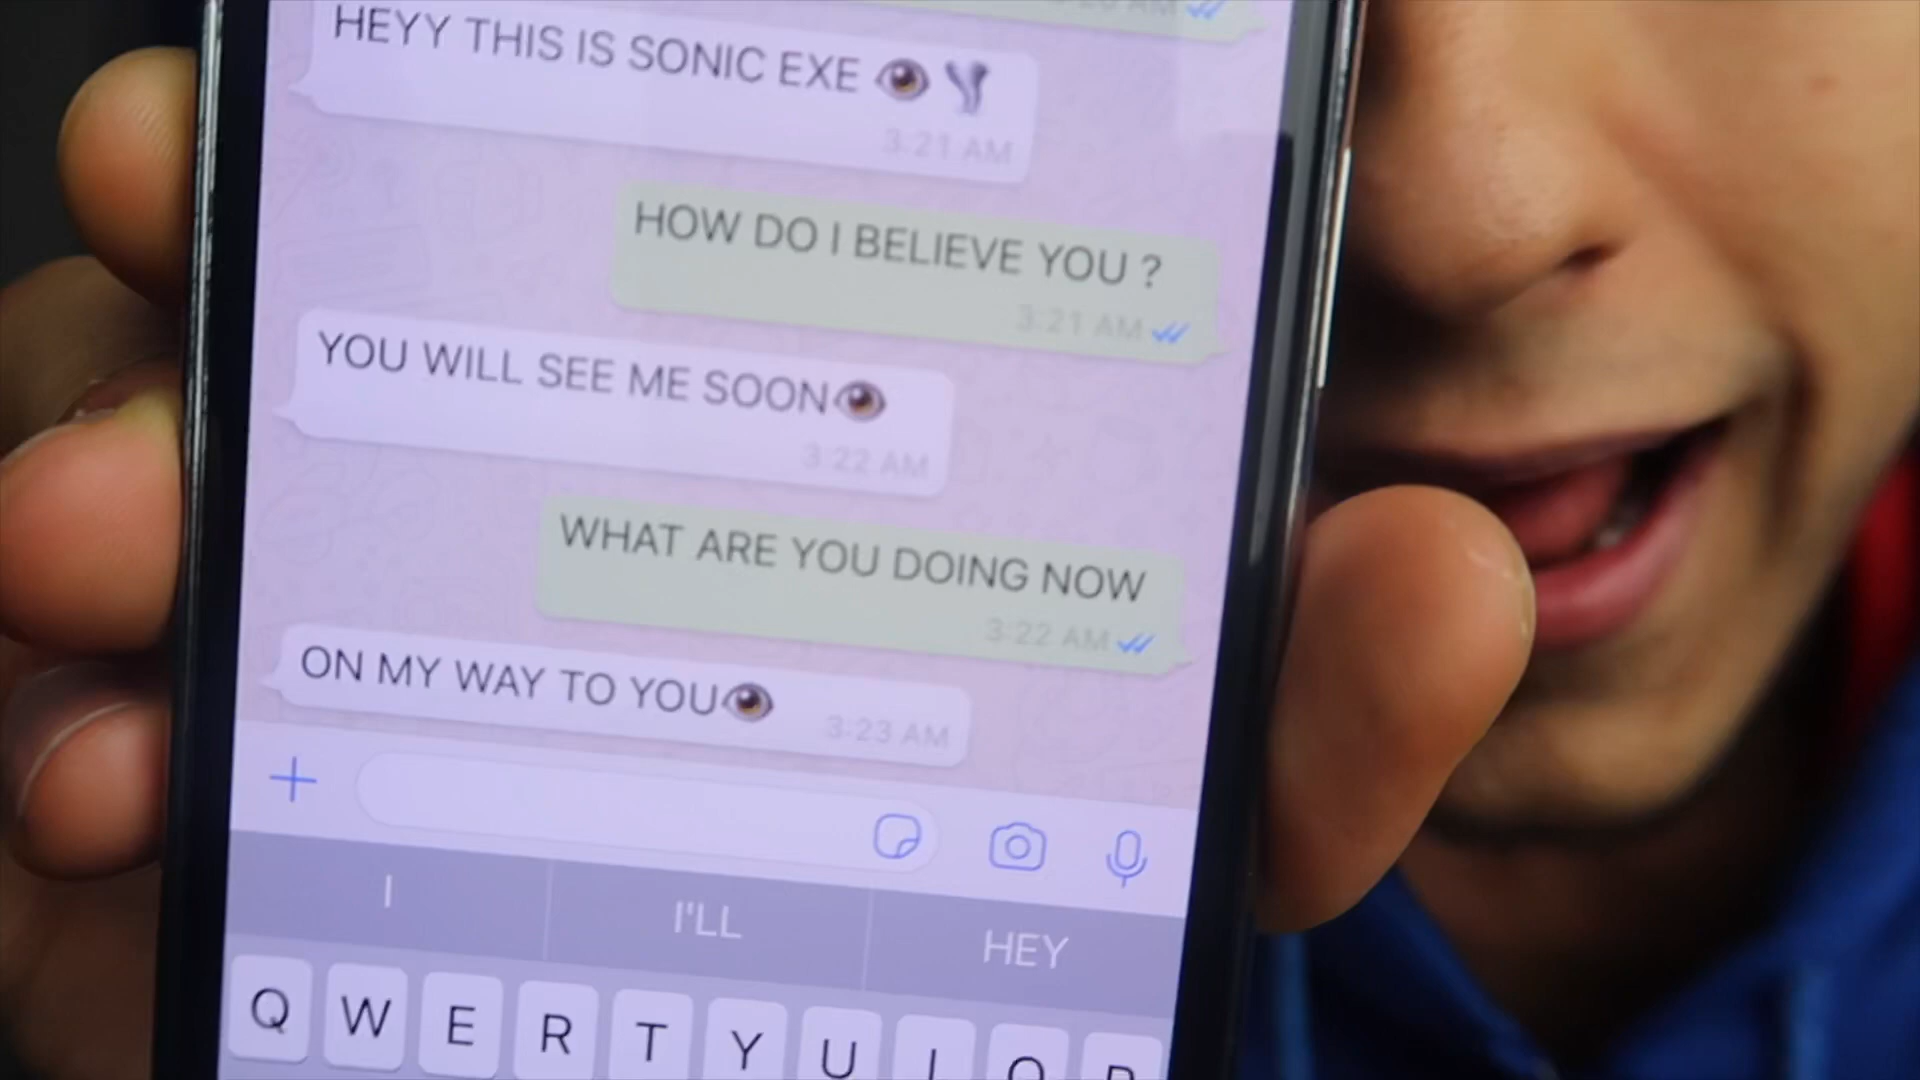 HEYY THIS IS SONIC EXE 👁️
3:21 AM
HOW DO I BELIEVE YOU ?
3:21 AM
YOU WILL SEE ME SOON👁️
3:22 AM
WHAT ARE YOU DOING NOW
3:22 AM
ON MY WAY TO YOU👁️
3:23 AM
I I'LL HEY
Q W E R T Y U I O P